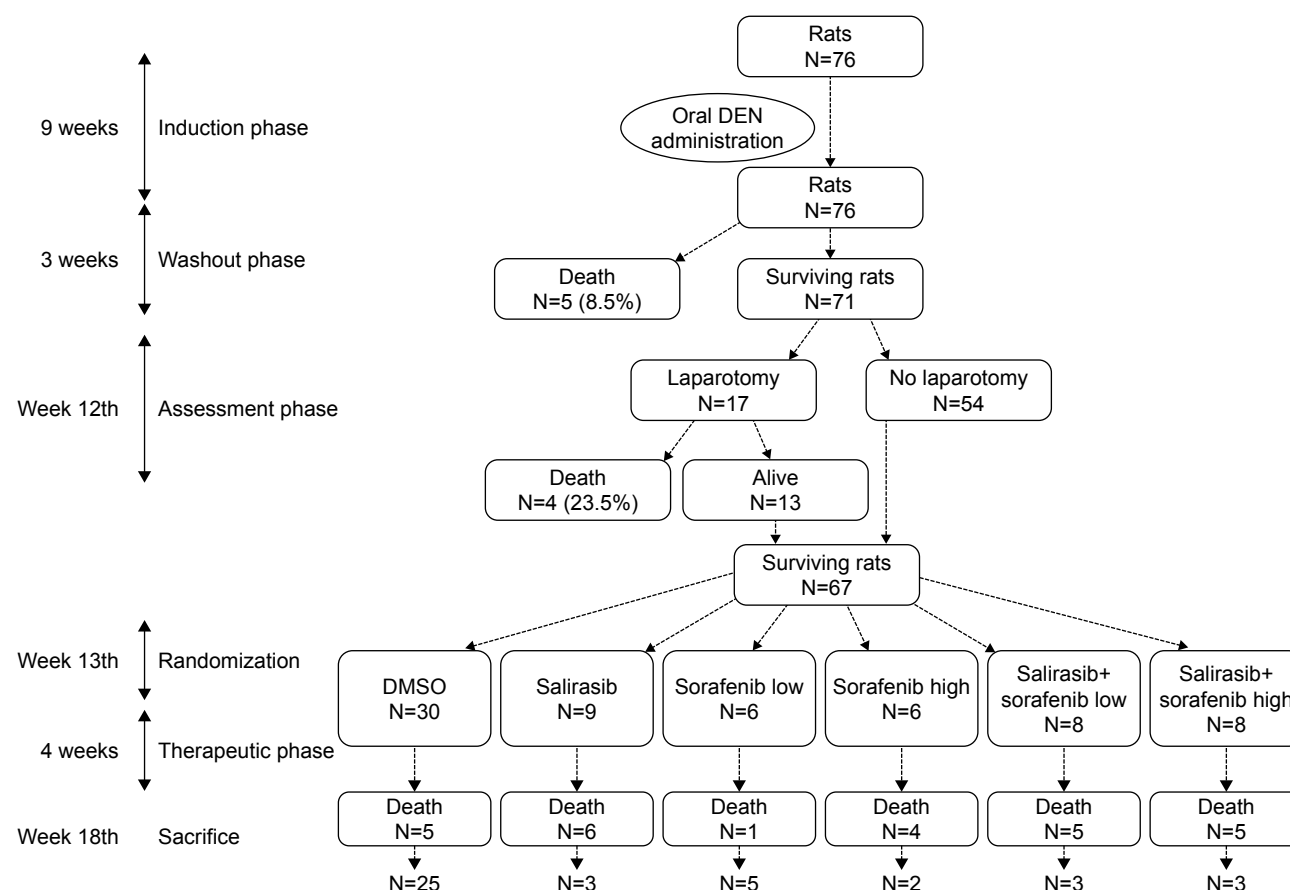 Rats
N=76
9 weeks
Induction phase
Oral DEN
administration
Rats
N=76
3 weeks
Washout phase
Death
N=5 (8.5%)
Surviving rats
N=71
Week 12th
Assessment phase
Laparotomy
N=17
No laparotomy
N=54
Death
N=4 (23.5%)
Alive
N=13
Surviving rats
N=67
Week 13th
Randomization
DMSO
N=30
Salirasib
N=9
Sorafenib low
N=6
Sorafenib high
N=6
Salirasib+
sorafenib low
N=8
Salirasib+
sorafenib high
N=8
4 weeks
Therapeutic phase
Week 18th
Sacrifice
Death
N=5
Death
N=6
Death
N=1
Death
N=4
Death
N=5
Death
N=5
N=25
N=3
N=5
N=2
N=3
N=3